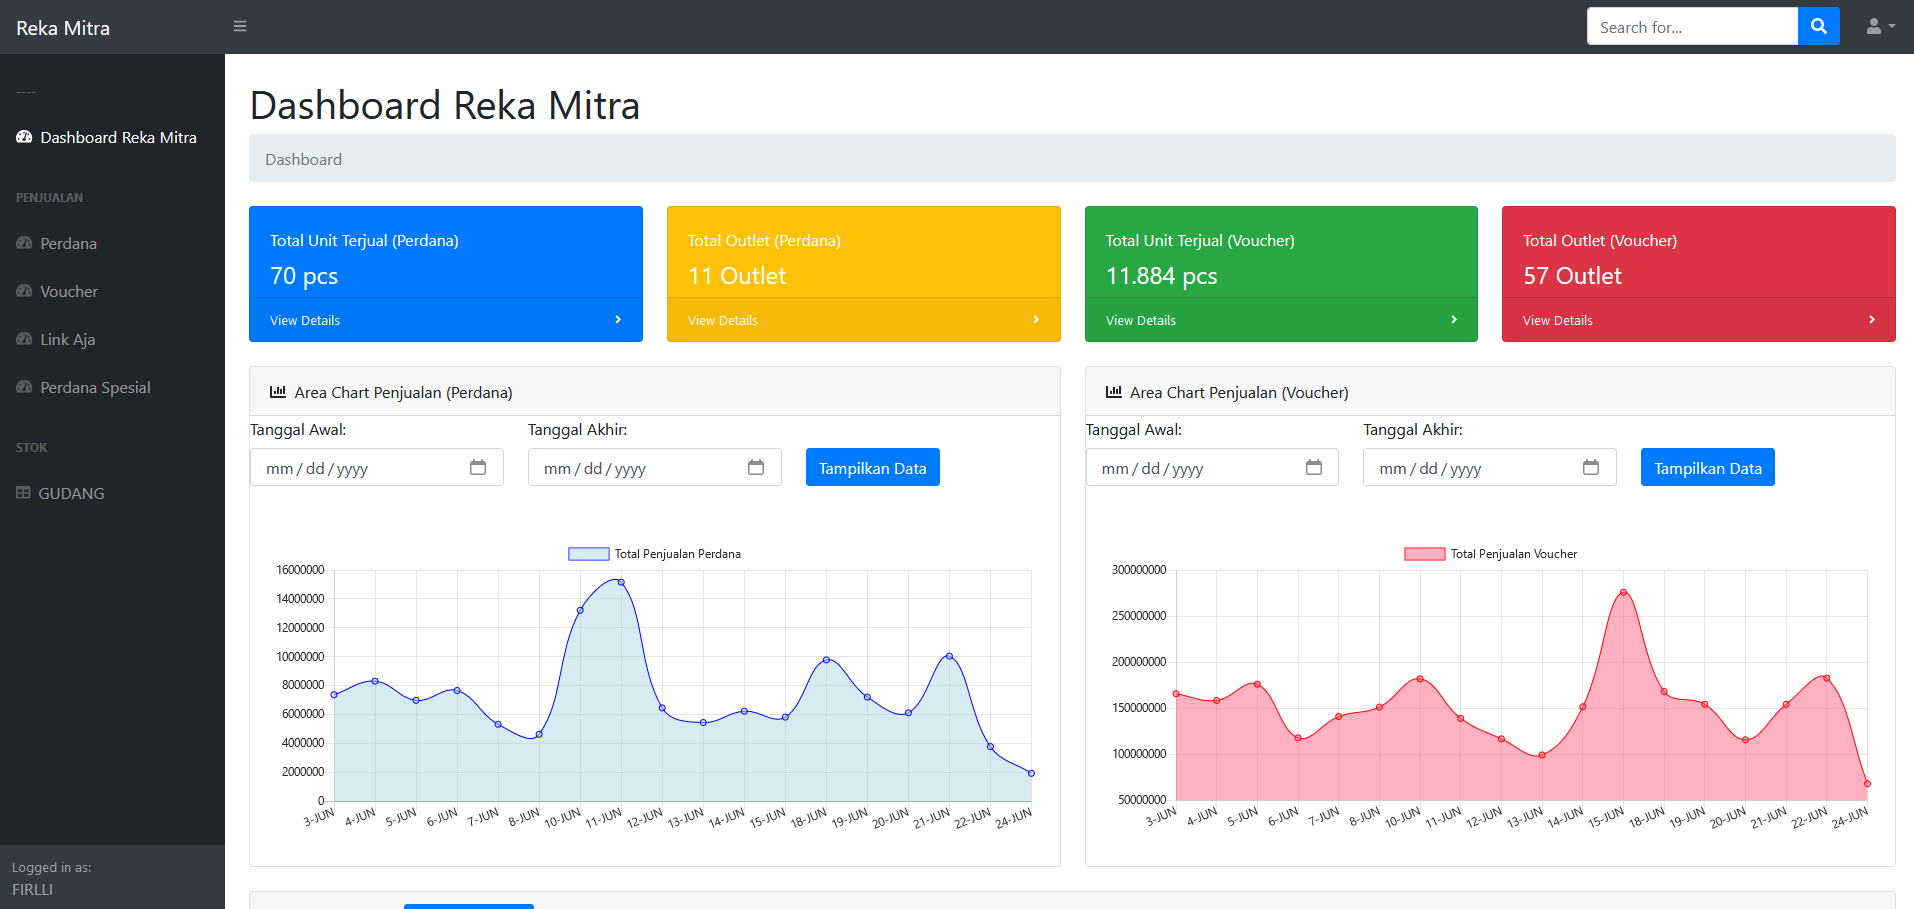 Reka Mitra
Search for...
----
Dashboard Reka Mitra
PENJUALAN
Perdana
Voucher
Link Aja
Perdana Spesial
STOK
GUDANG
Logged in as:
FIRLLI
Dashboard Reka Mitra
Dashboard
Total Unit Terjual (Perdana)
70 pcs
View Details
Total Outlet (Perdana)
11 Outlet
View Details
Total Unit Terjual (Voucher)
11.884 pcs
View Details
Total Outlet (Voucher)
57 Outlet
View Details
Area Chart Penjualan (Perdana)
Tanggal Awal:
Tanggal Akhir:
mm/dd/yyyy
mm/dd/yyyy
Tampilkan Data
Total Penjualan Perdana
16000000
14000000
12000000
10000000
8000000
6000000
4000000
2000000
0
3-JUN 4-JUN 5-JUN 6-JUN 7-JUN 8-JUN 10-JUN 11-JUN 12-JUN 13-JUN 14-JUN 15-JUN 18-JUN 19-JUN 20-JUN 21-JUN 22-JUN 24-JUN
Area Chart Penjualan (Voucher)
Tanggal Awal:
Tanggal Akhir:
mm/dd/yyyy
mm/dd/yyyy
Tampilkan Data
Total Penjualan Voucher
300000000
250000000
200000000
150000000
100000000
50000000
3-JUN 4-JUN 5-JUN 6-JUN 7-JUN 8-JUN 10-JUN 11-JUN 12-JUN 13-JUN 14-JUN 15-JUN 18-JUN 19-JUN 20-JUN 21-JUN 22-JUN 24-JUN